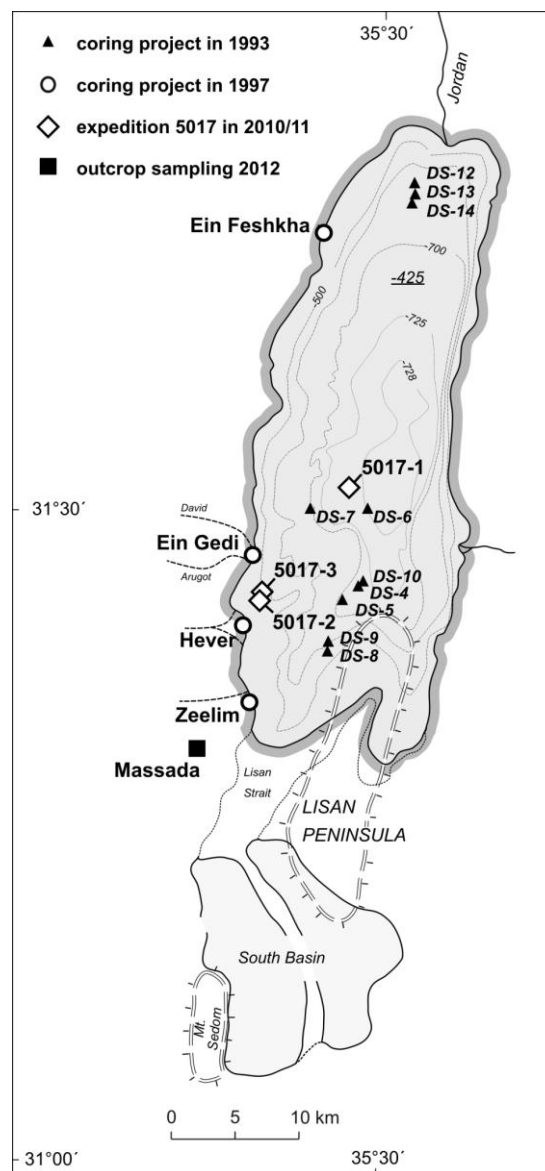 35°30´
coring project in 1993
coring project in 1997
expedition 5017 in 2010/11
outcrop sampling 2012
Jordan
DS-12
DS-13
DS-14
Ein Feshkha
-700
-425
-500
-725
-728
5017-1
31°30´
DS-7
DS-6
David
Ein Gedi
Arugot
5017-3
DS-10
DS-4
DS-5
5017-2
Hever
DS-9
DS-8
Zeelim
Massada
Lisan
Strait
LISAN
PENINSULA
South Basin
Mt.
Sedom
0 5 10 km
31°00´
35°30´